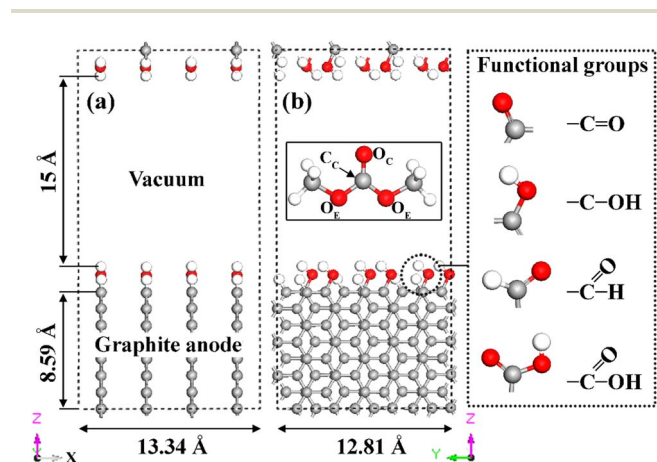 (a)
(b)
Functional groups
15 Å
Vacuum
C_C
O_C
O_E
O_E
–C=O
–C–OH
O
–C–H
O
–C–OH
8.59 Å
Graphite anode
Z
Y
X
13.34 Å
12.81 Å
Z
Y